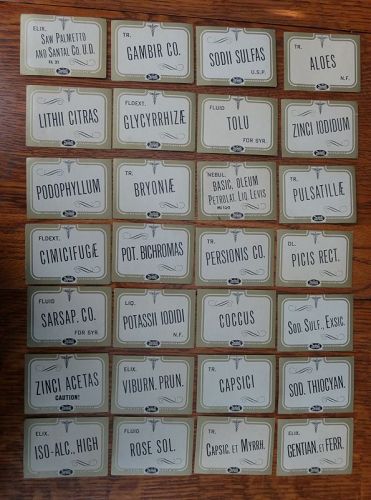 ELIX.
SAW PALMETTO
AND SANTAL CO. U.D.
TR.
GAMBIR CO.
SODII SULFAS
U.S.P.
TR.
ALOES
N.F.
LITHII CITRAS
FLDEXT.
GLYCYRRHIZÆ
FLUID
TOLU
FOR SYR.
ZINCI IODIDUM
PODOPHYLLUM
TR.
BRYONIÆ
NEBUL.
BASIC, OLEUM
PETROLAT. LIQ. LEVIS
TR.
PULSATILLÆ
FLDEXT.
CIMICIFUGÆ
POT. BICHROMAS
TR.
PERSIONIS CO.
OL.
PICIS RECT.
FLUID
SARSAP. CO.
FOR SYR.
LIQ.
POTASSII IODIDI
N.F.
COCCUS
SOD. SULF., EXSIC.
ZINCI ACETAS
CAUTION!
ELIX.
VIBURN. PRUN.
TR.
CAPSICI
SOD. THIOCYAN.
ELIX.
ISO-ALC., HIGH
FLUID
ROSE SOL.
TR.
CAPSIC. ET MYRRH.
ELIX.
GENTIAN. ET FERR.